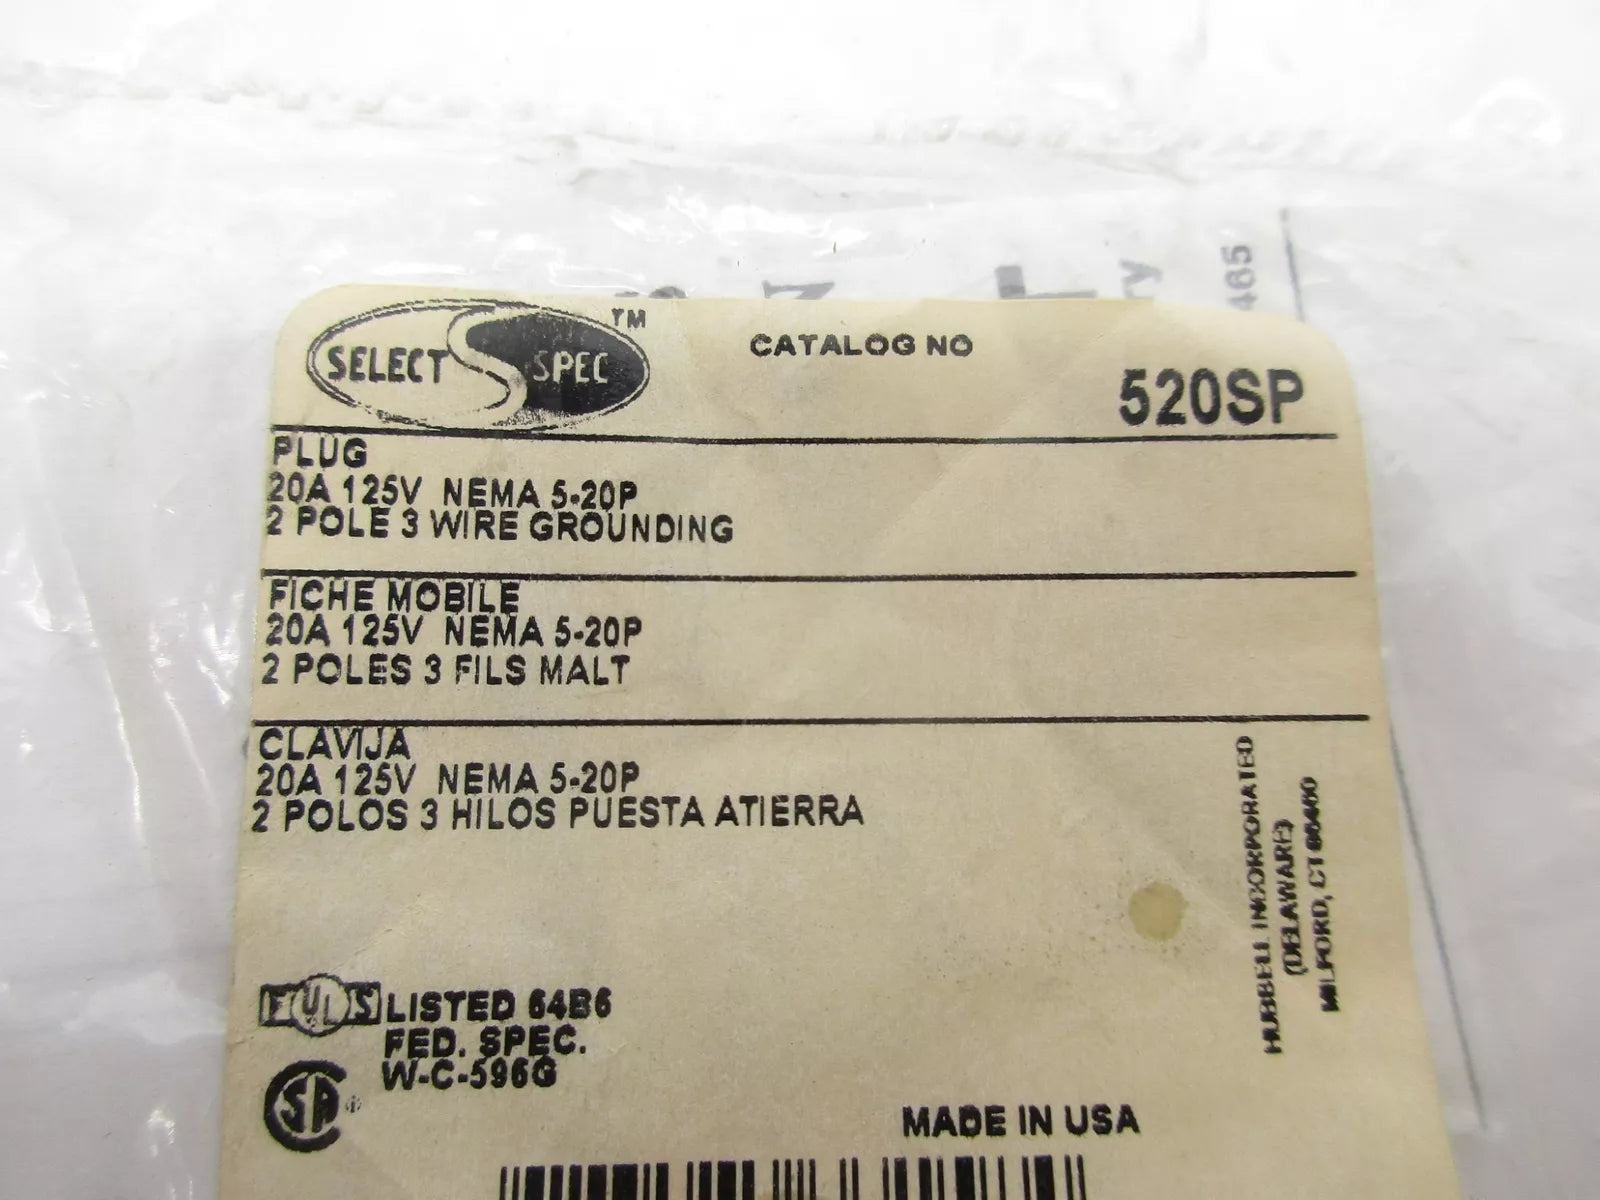 SELECT S SPEC TM
CATALOG NO
520SP
PLUG
20A 125V NEMA 5-20P
2 POLE 3 WIRE GROUNDING
FICHE MOBILE
20A 125V NEMA 5-20P
2 POLES 3 FILS MALT
CLAVIJA
20A 125V NEMA 5-20P
2 POLOS 3 HILOS PUESTA ATIERRA
HUBBELL INCORPORATED
(DELAWARE)
MILFORD, CT 06460
UL LISTED 64B6
FED. SPEC.
W-C-596G
SA
MADE IN USA
465